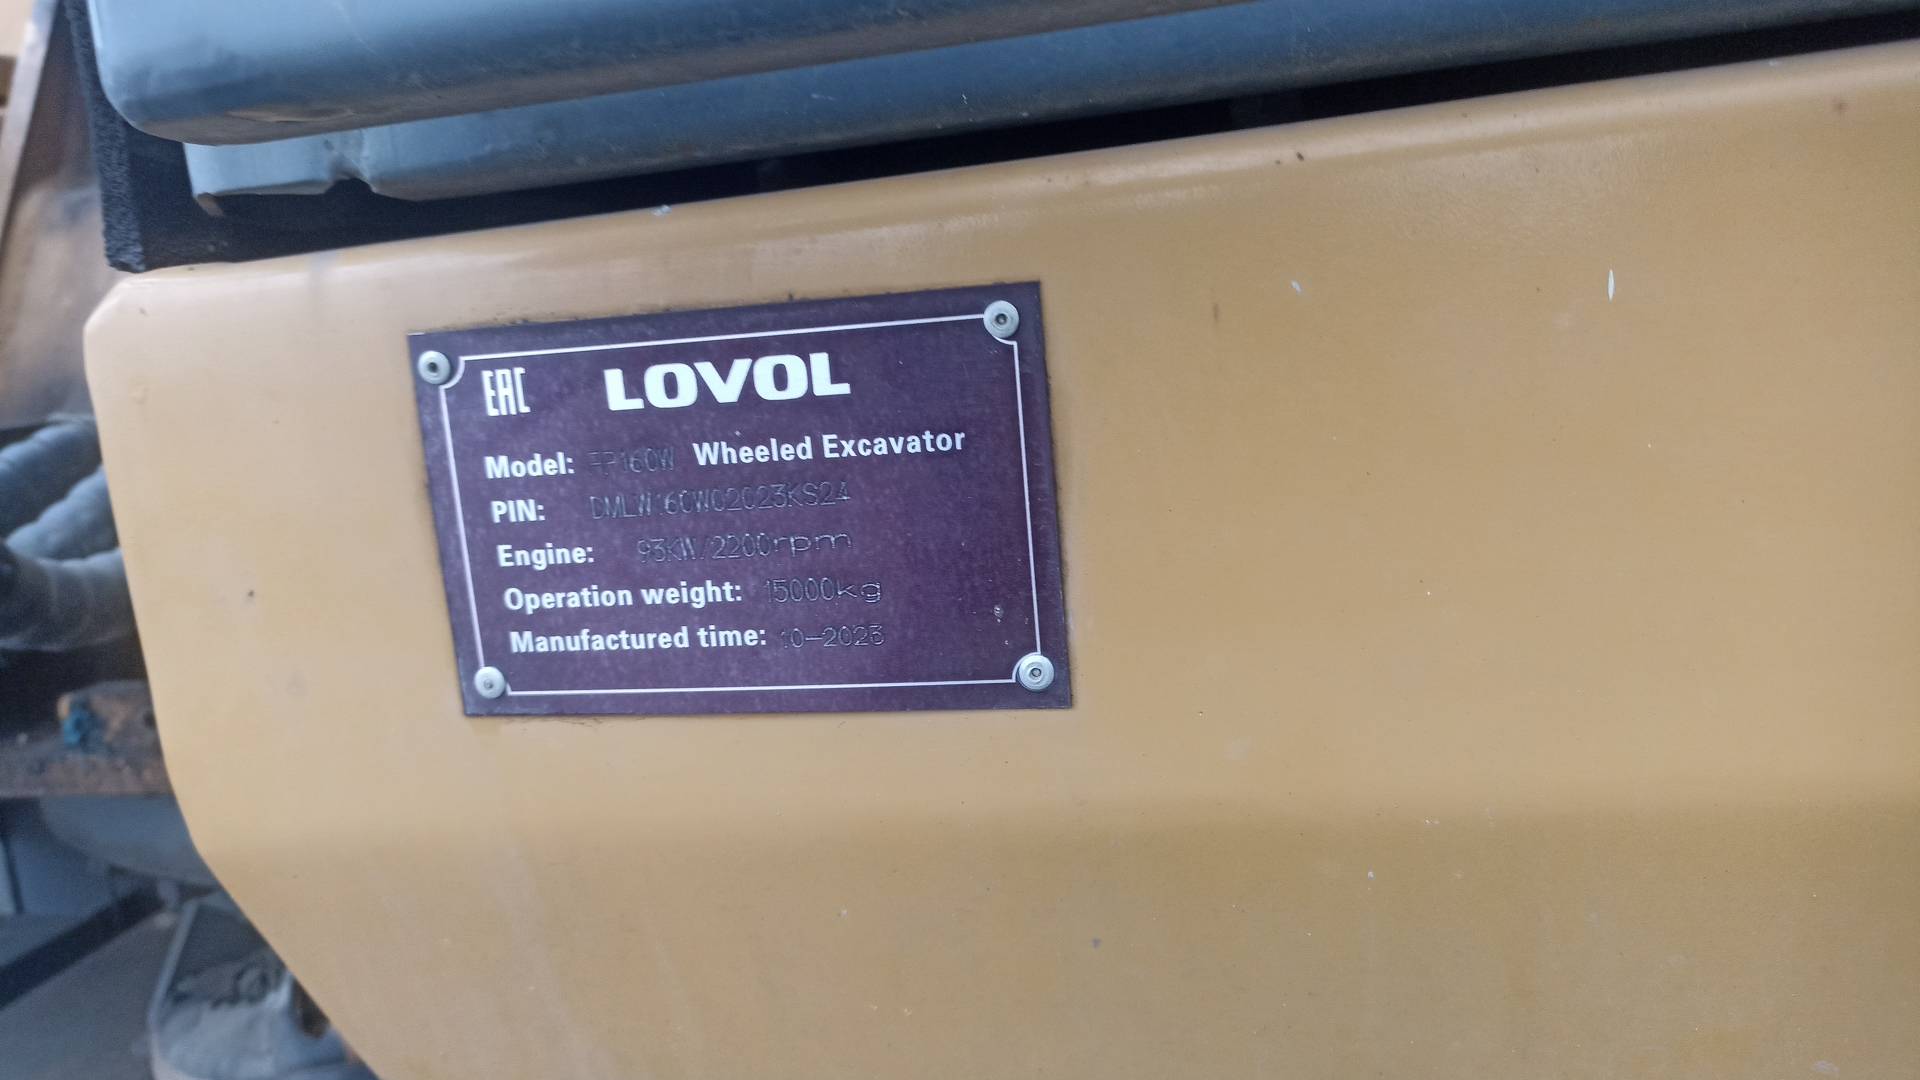 EAC LOVOL
Model: FR160W Wheeled Excavator
PIN: DMLW160W02023KS24
Engine: 93KW/2200rpm
Operation weight: 15000kg
Manufactured time: 10-2023